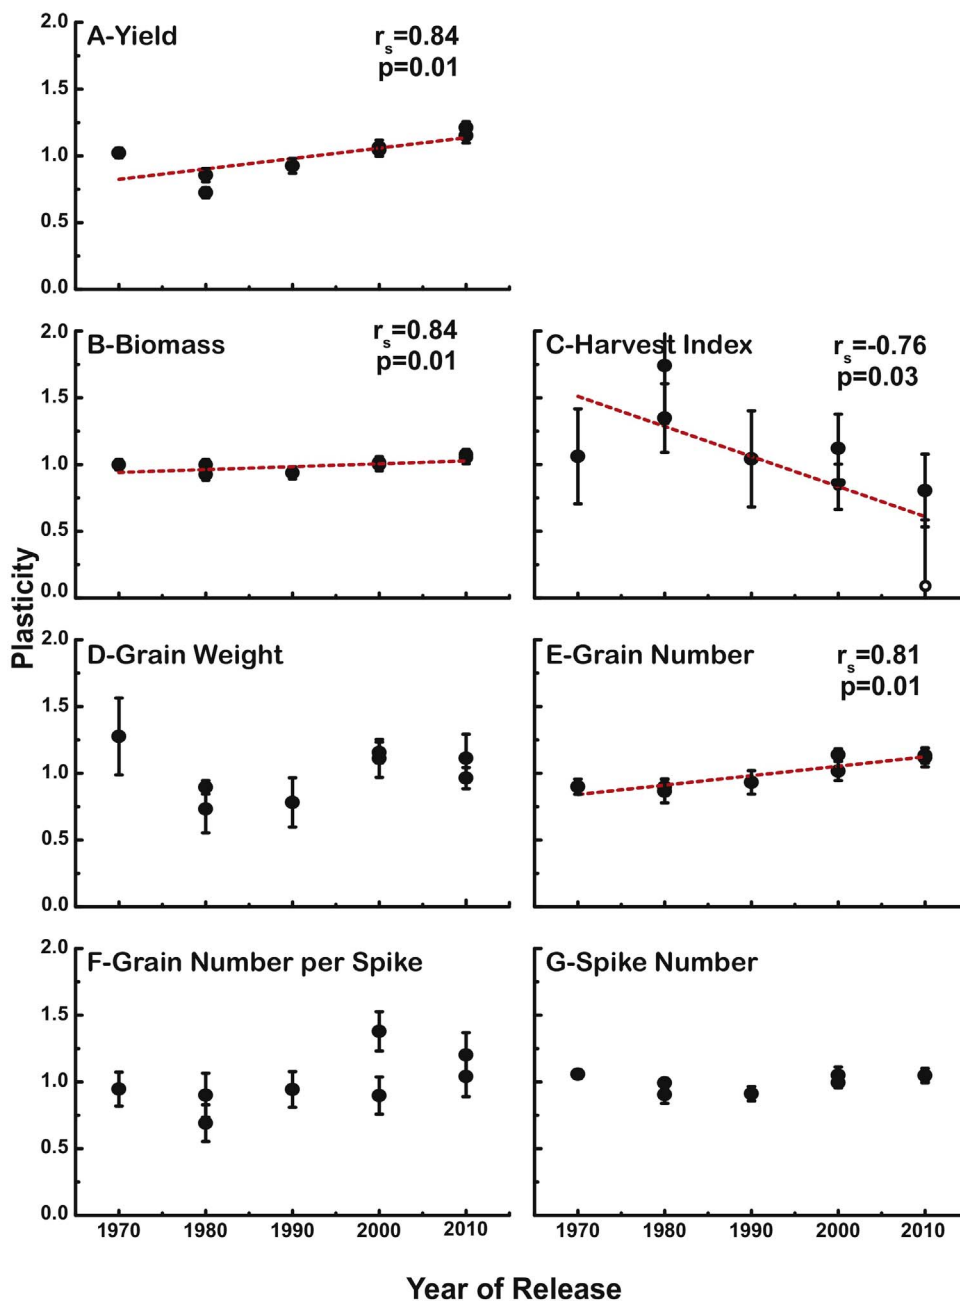 A-Yield
rs=0.84
p=0.01
2.0
1.5
1.0
0.5
0.0
B-Biomass
rs=0.84
p=0.01
2.0
1.5
1.0
0.5
0.0
C-Harvest Index
rs=-0.76
p=0.03
Plasticity
D-Grain Weight
2.0
1.5
1.0
0.5
0.0
E-Grain Number
rs=0.81
p=0.01
F-Grain Number per Spike
2.0
1.5
1.0
0.5
0.0
G-Spike Number
1970 1980 1990 2000 2010
1970 1980 1990 2000 2010
Year of Release